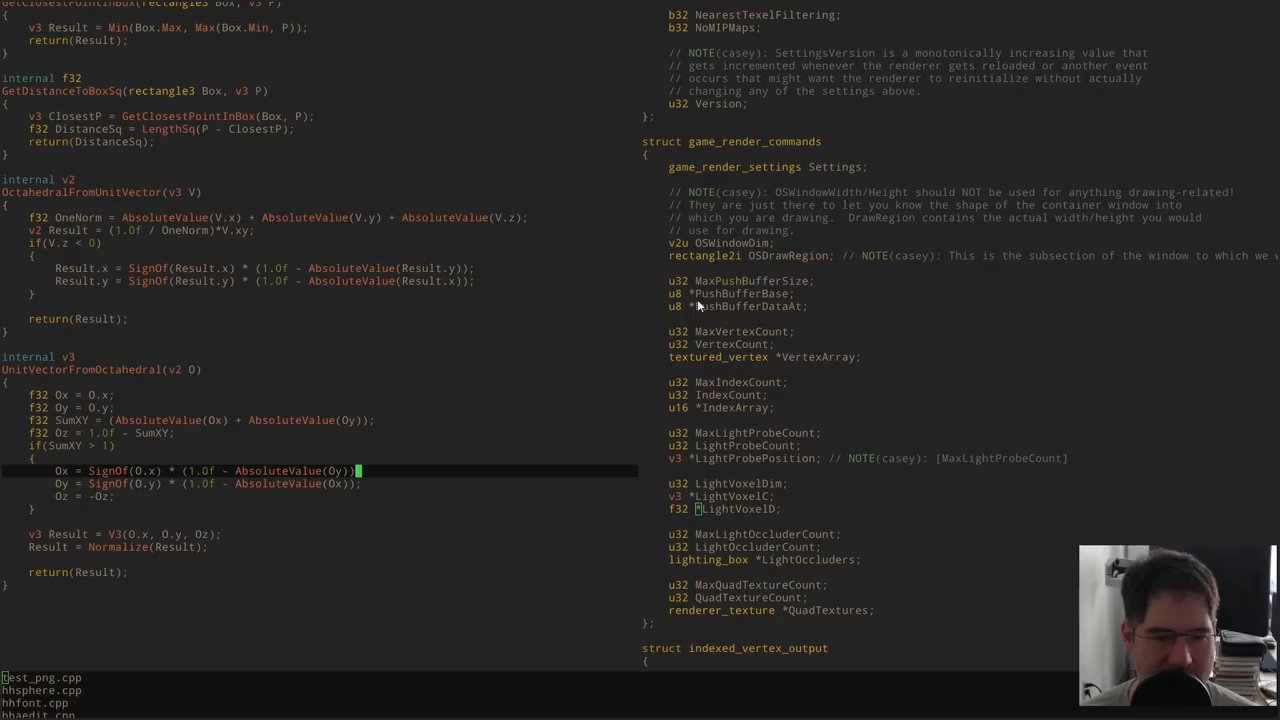 GetClosestPointInBox(rectangle3 Box, v3 P)
{
v3 Result = Min(Box.Max, Max(Box.Min, P));
return(Result);
}
internal f32
GetDistanceToBoxSq(rectangle3 Box, v3 P)
{
v3 ClosestP = GetClosestPointInBox(Box, P);
f32 DistanceSq = LengthSq(P - ClosestP);
return(DistanceSq);
}
internal v2
OctahedralFromUnitVector(v3 V)
{
f32 OneNorm = AbsoluteValue(V.x) + AbsoluteValue(V.y) + AbsoluteValue(V.z);
v2 Result = (1.0f / OneNorm)*V.xy;
if(V.z < 0)
{
Result.x = SignOf(Result.x) * (1.0f - AbsoluteValue(Result.y));
Result.y = SignOf(Result.y) * (1.0f - AbsoluteValue(Result.x));
}
return(Result);
}
internal v3
UnitVectorFromOctahedral(v2 O)
{
f32 Ox = O.x;
f32 Oy = O.y;
f32 SumXY = (AbsoluteValue(Ox) + AbsoluteValue(Oy));
f32 Oz = 1.0f - SumXY;
if(SumXY > 1)
{
Ox = SignOf(O.x) * (1.0f - AbsoluteValue(Oy))
Oy = SignOf(O.y) * (1.0f - AbsoluteValue(Ox));
Oz = -Oz;
}
v3 Result = V3(O.x, O.y, Oz);
Result = Normalize(Result);
return(Result);
}
b32 NearestTexelFiltering;
b32 NoMIPMaps;
// NOTE(casey): SettingsVersion is a monotonically increasing value that
// gets incremented whenever the renderer gets reloaded or another event
// occurs that might want the renderer to reinitialize without actually
// changing any of the settings above.
u32 Version;
};
struct game_render_commands
{
game_render_settings Settings;
// NOTE(casey): OSWindowWidth/Height should NOT be used for anything drawing-related!
// They are just there to let you know the shape of the container window into
// which you are drawing.  DrawRegion contains the actual width/height you would
// use for drawing.
v2u OSWindowDim;
rectangle2i OSDrawRegion; // NOTE(casey): This is the subsection of the window to which we
u32 MaxPushBufferSize;
u8 *PushBufferBase;
u8 *PushBufferDataAt;
u32 MaxVertexCount;
u32 VertexCount;
textured_vertex *VertexArray;
u32 MaxIndexCount;
u32 IndexCount;
u16 *IndexArray;
u32 MaxLightProbeCount;
u32 LightProbeCount;
v3 *LightProbePosition; // NOTE(casey): [MaxLightProbeCount]
u32 LightVoxelDim;
v3 *LightVoxelC;
f32 *LightVoxelD;
u32 MaxLightOccluderCount;
u32 LightOccluderCount;
lighting_box *LightOccluders;
u32 MaxQuadTextureCount;
u32 QuadTextureCount;
renderer_texture *QuadTextures;
};
struct indexed_vertex_output
{
test_png.cpp
hhsphere.cpp
hhfont.cpp
hhaedit.cpp